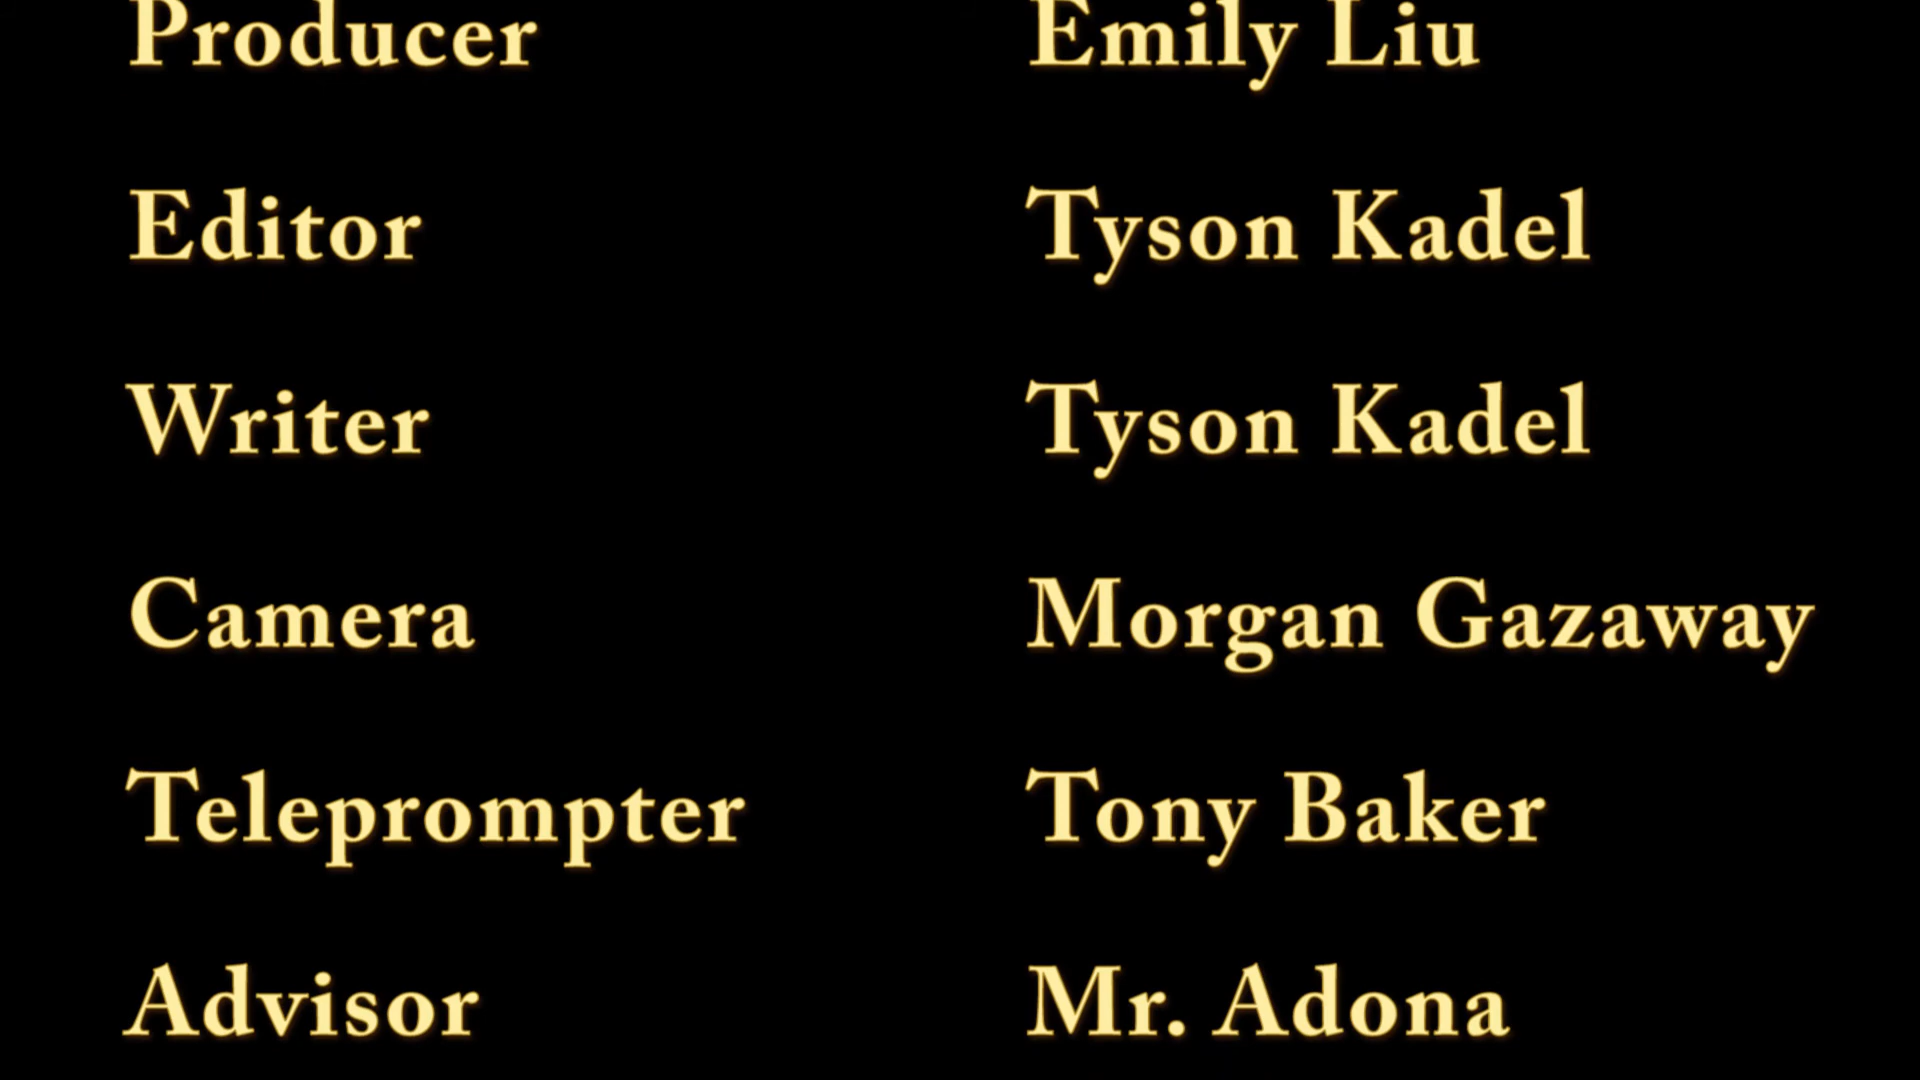 Producer Emily Liu
Editor Tyson Kadel
Writer Tyson Kadel
Camera Morgan Gazaway
Teleprompter Tony Baker
Advisor Mr. Adona